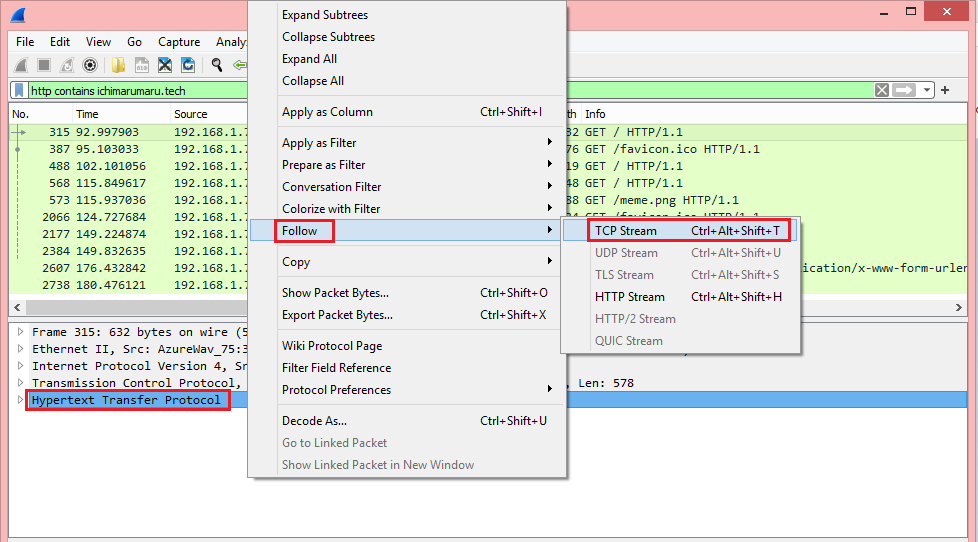 File Edit View Go Capture Analy
http contains ichimarumaru.tech
No. Time Source th Info
315 92.997903 192.168.1.7 32 GET / HTTP/1.1
387 95.103033 192.168.1.7 76 GET /favicon.ico HTTP/1.1
488 102.101056 192.168.1.7 19 GET / HTTP/1.1
568 115.849617 192.168.1.7 48 GET / HTTP/1.1
573 115.937036 192.168.1.7 88 GET /meme.png HTTP/1.1
2066 124.727684 192.168.1.7
2177 149.224874 192.168.1.7
2384 149.832635 192.168.1.7
2607 176.432842 192.168.1.7 ication/x-www-form-urler
2738 180.476121 192.168.1.7
Frame 315: 632 bytes on wire (5
Ethernet II, Src: AzureWav_75:3
Internet Protocol Version 4, Sr
Transmission Control Protocol, , Len: 578
Hypertext Transfer Protocol
Expand Subtrees
Collapse Subtrees
Expand All
Collapse All
Apply as Column Ctrl+Shift+I
Apply as Filter
Prepare as Filter
Conversation Filter
Colorize with Filter
Follow
Copy
Show Packet Bytes... Ctrl+Shift+O
Export Packet Bytes... Ctrl+Shift+X
Wiki Protocol Page
Filter Field Reference
Protocol Preferences
Decode As... Ctrl+Shift+U
Go to Linked Packet
Show Linked Packet in New Window
TCP Stream Ctrl+Alt+Shift+T
UDP Stream Ctrl+Alt+Shift+U
TLS Stream Ctrl+Alt+Shift+S
HTTP Stream Ctrl+Alt+Shift+H
HTTP/2 Stream
QUIC Stream